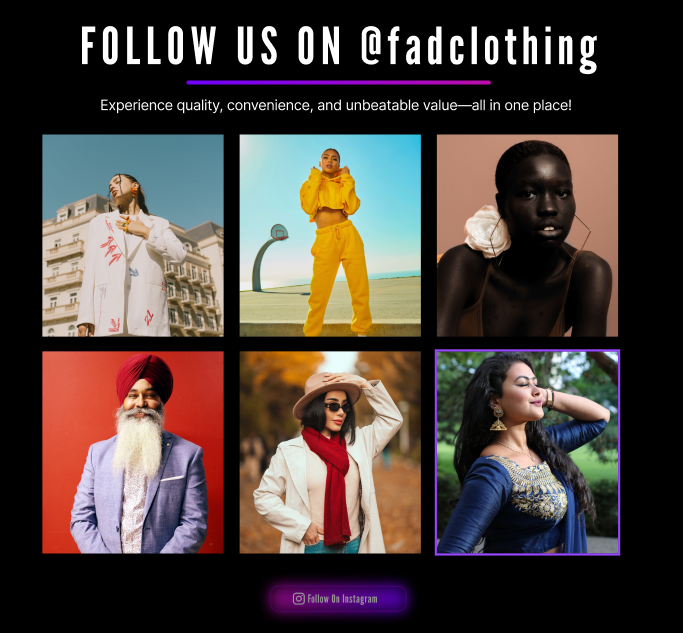 FOLLOW US ON @fadclothing
Experience quality, convenience, and unbeatable value—all in one place!
Follow On Instagram